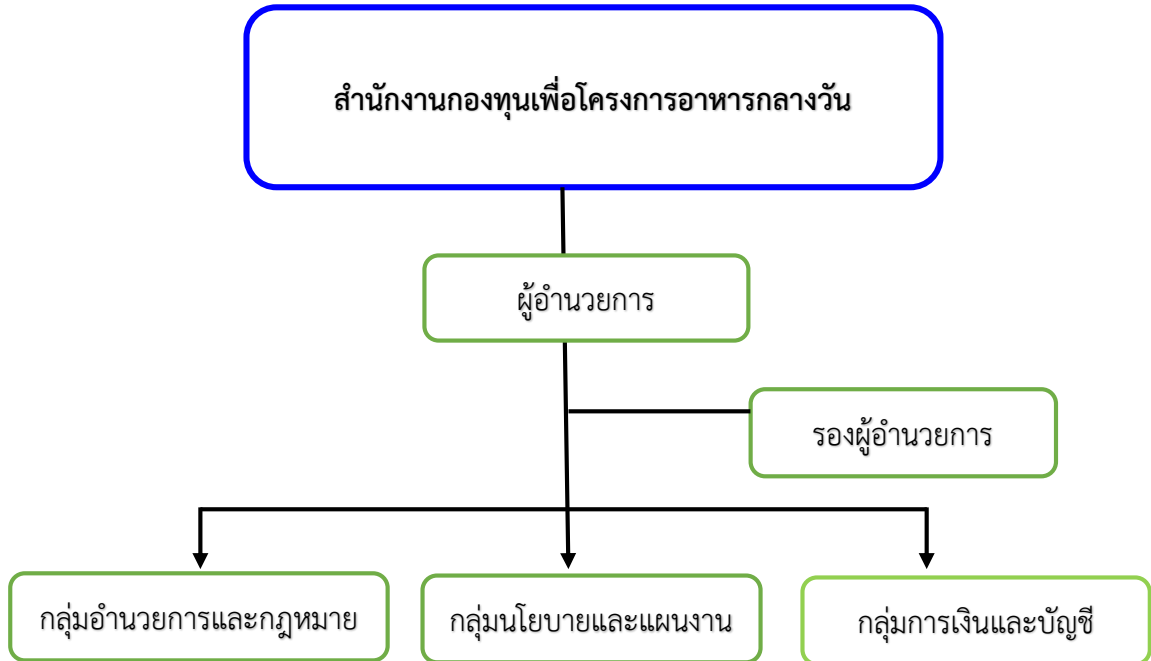 สำนักงานกองทุนเพื่อโครงการอาหารกลางวัน
ผู้อำนวยการ
รองผู้อำนวยการ
กลุ่มอำนวยการและกฎหมาย
กลุ่มนโยบายและแผนงาน
กลุ่มการเงินและบัญชี